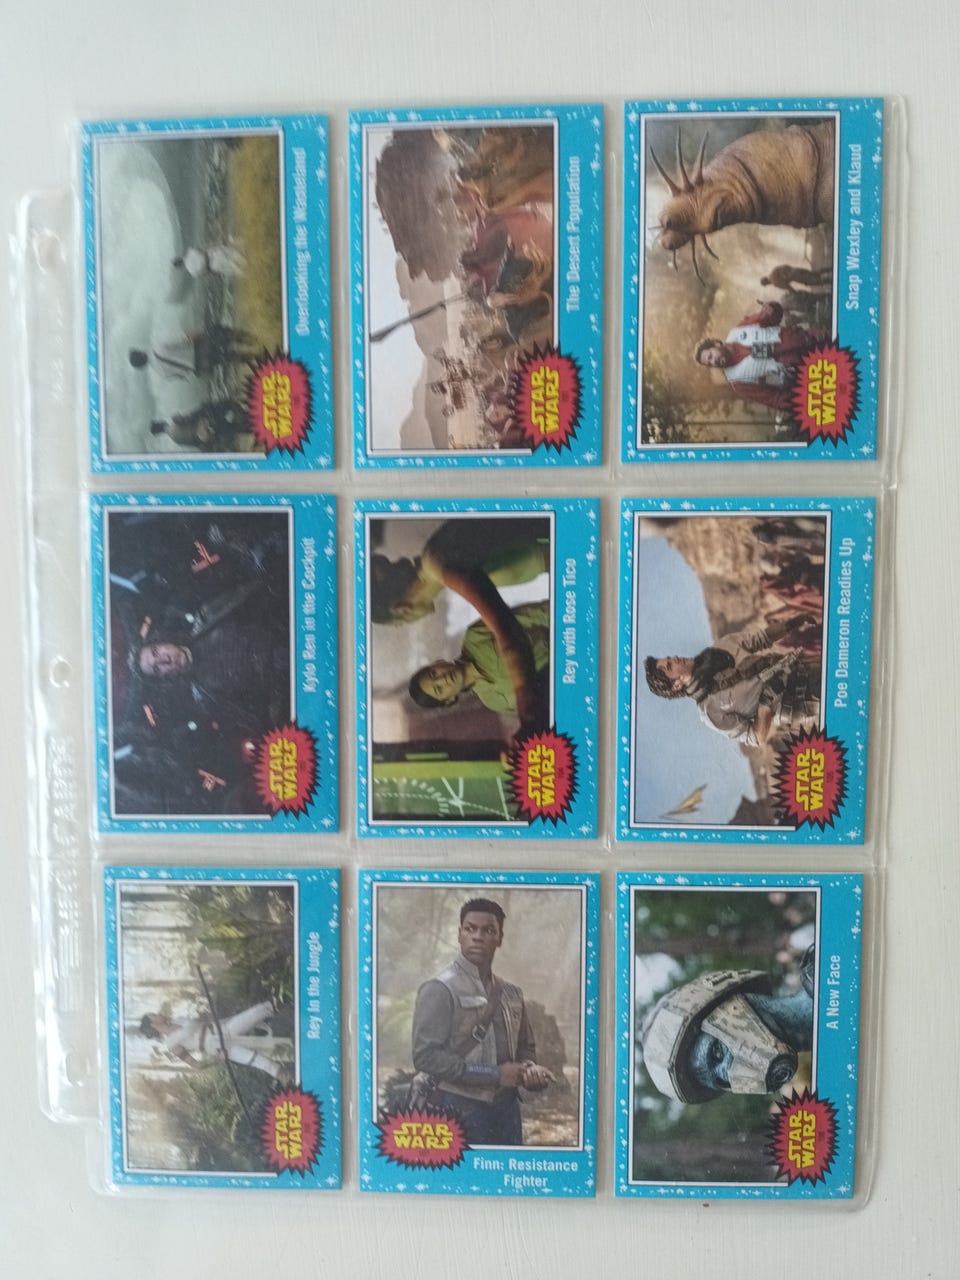 Overlooking the Wasteland
STAR
WARS
The Desert Population
STAR
WARS
Snap Wexley and Klaud
STAR
WARS
Kylo Ren in the Cockpit
STAR
WARS
Rey with Rose Tico
STAR
WARS
Poe Dameron Readies Up
STAR
WARS
Rey In the Jungle
STAR
WARS
STAR
WARS
Finn: Resistance
Fighter
A New Face
STAR
WARS